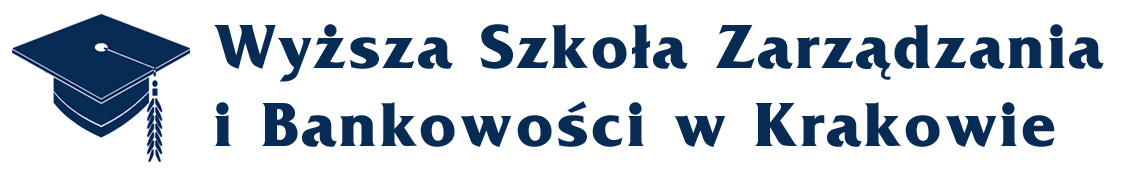 Wyższa Szkoła Zarządzania
i Bankowości w Krakowie